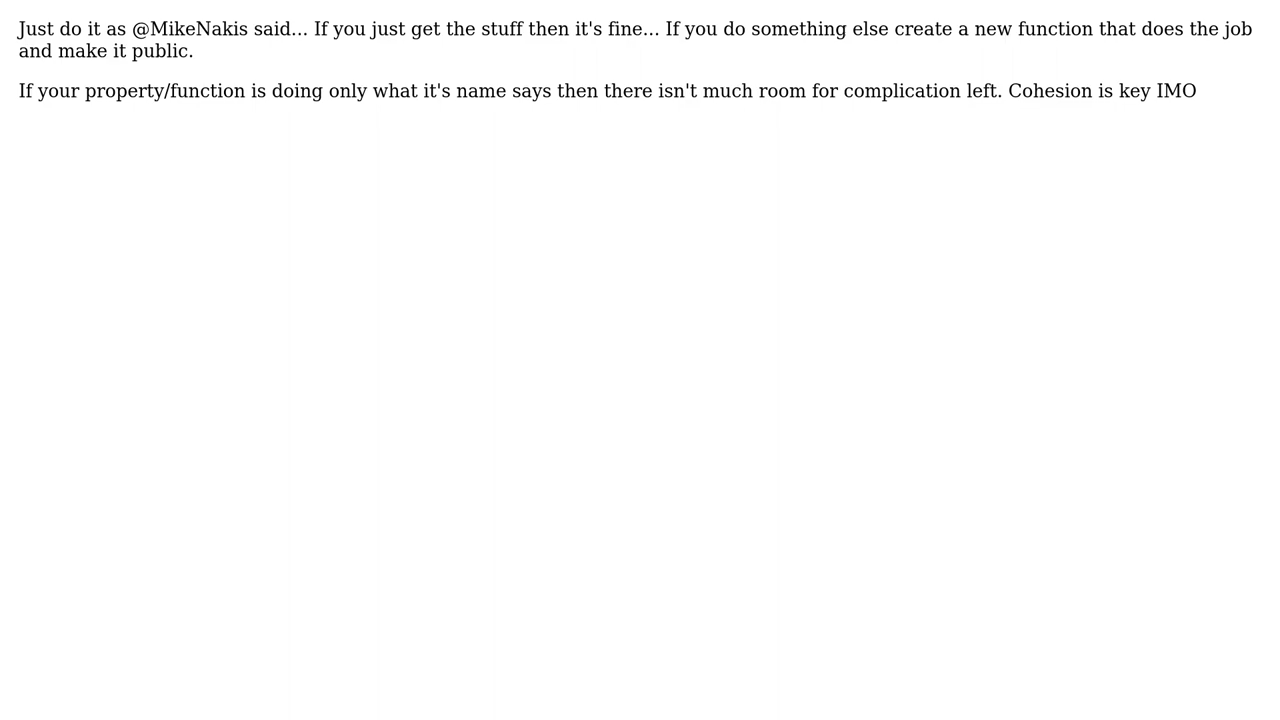 Just do it as @MikeNakis said... If you just get the stuff then it's fine... If you do something else create a new function that does the job
and make it public.
If your property/function is doing only what it's name says then there isn't much room for complication left. Cohesion is key IMO